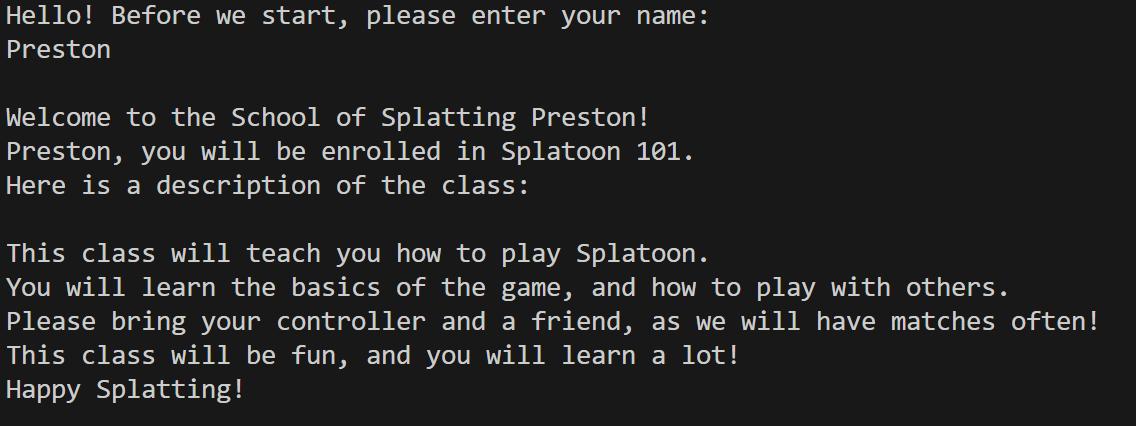 Hello! Before we start, please enter your name:
Preston
Welcome to the School of Splatting Preston!
Preston, you will be enrolled in Splatoon 101.
Here is a description of the class:
This class will teach you how to play Splatoon.
You will learn the basics of the game, and how to play with others.
Please bring your controller and a friend, as we will have matches often!
This class will be fun, and you will learn a lot!
Happy Splatting!